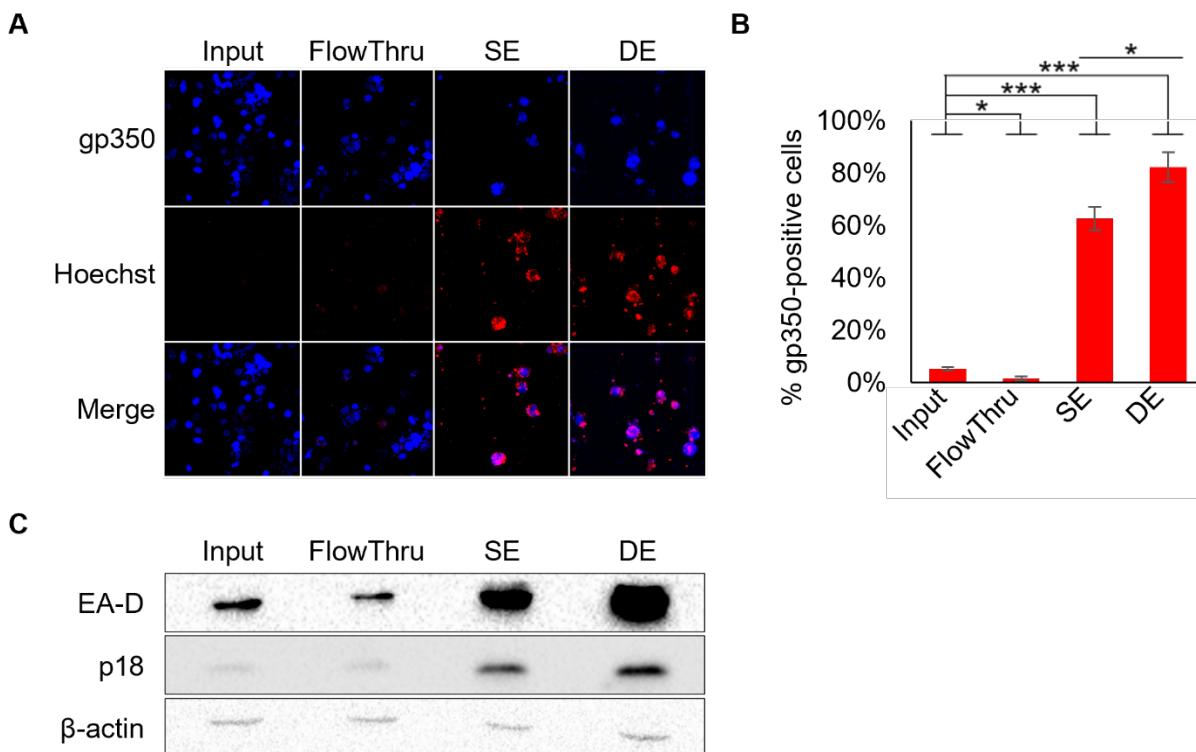 A
Input FlowThru SE DE
gp350
Hoechst
Merge
B
*
***
***
*
100%
80%
60%
40%
20%
0%
% gp350-positive cells
Input
FlowThru
SE
DE
C
Input FlowThru SE DE
EA-D
p18
β-actin